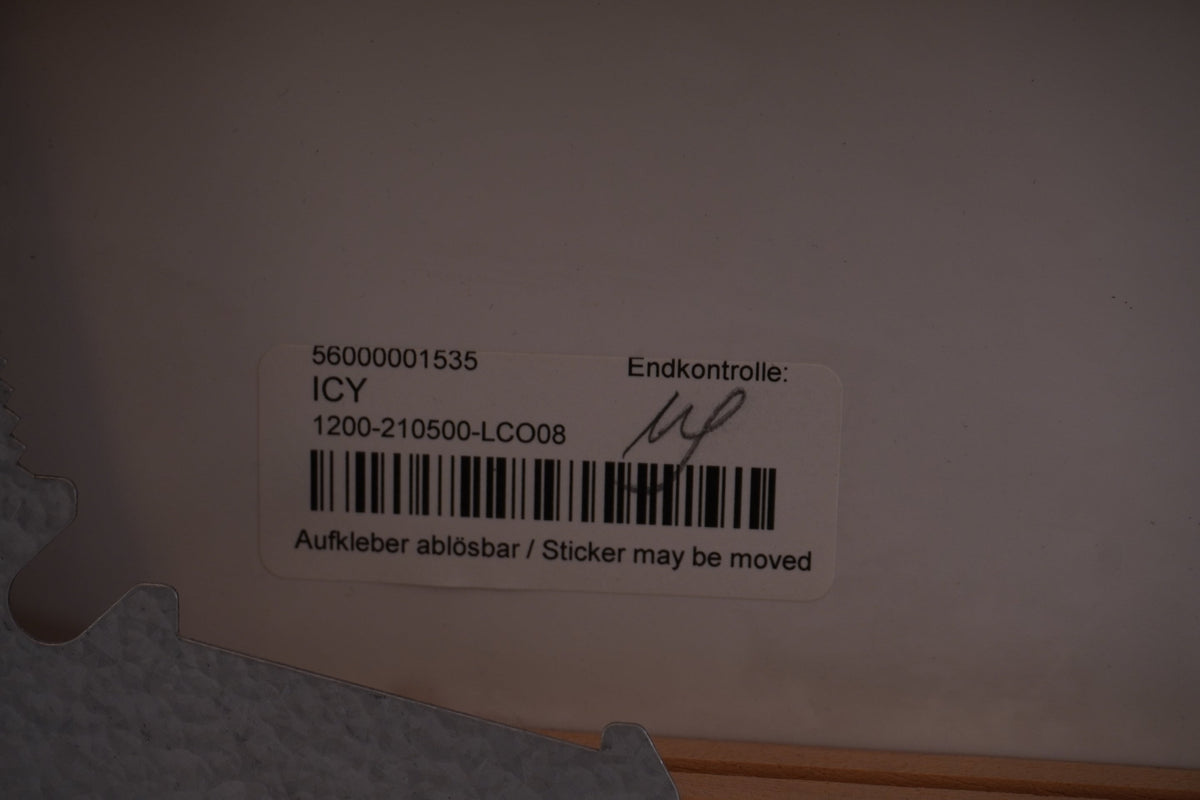 56000001535
Endkontrolle:
ICY
1200-210500-LCO08
Aufkleber ablösbar / Sticker may be moved